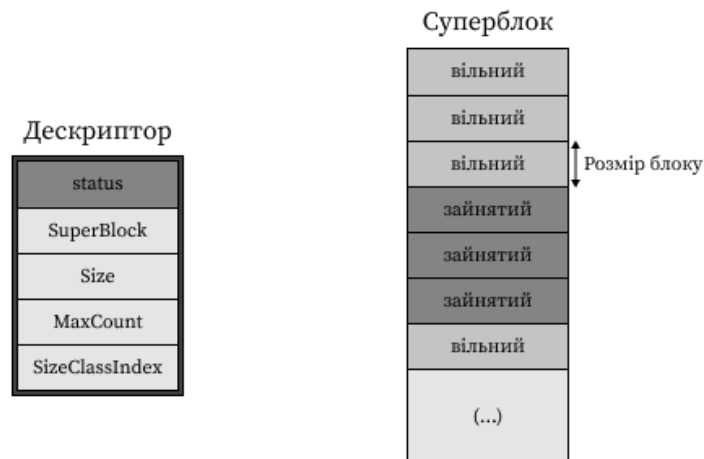 Дескриптор
status
SuperBlock
Size
MaxCount
SizeClassIndex
Суперблок
вільний
вільний
вільний
Розмір блоку
зайнятий
зайнятий
зайнятий
вільний
(...)